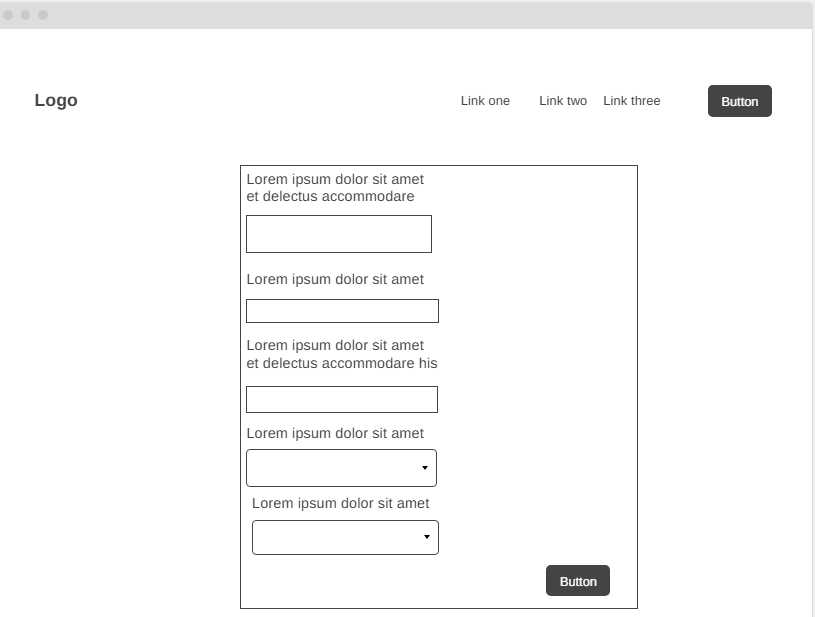 Logo
Link one
Link two
Link three
Button
Lorem ipsum dolor sit amet
et delectus accommodare
Lorem ipsum dolor sit amet
Lorem ipsum dolor sit amet
et delectus accommodare his
Lorem ipsum dolor sit amet
Lorem ipsum dolor sit amet
Button